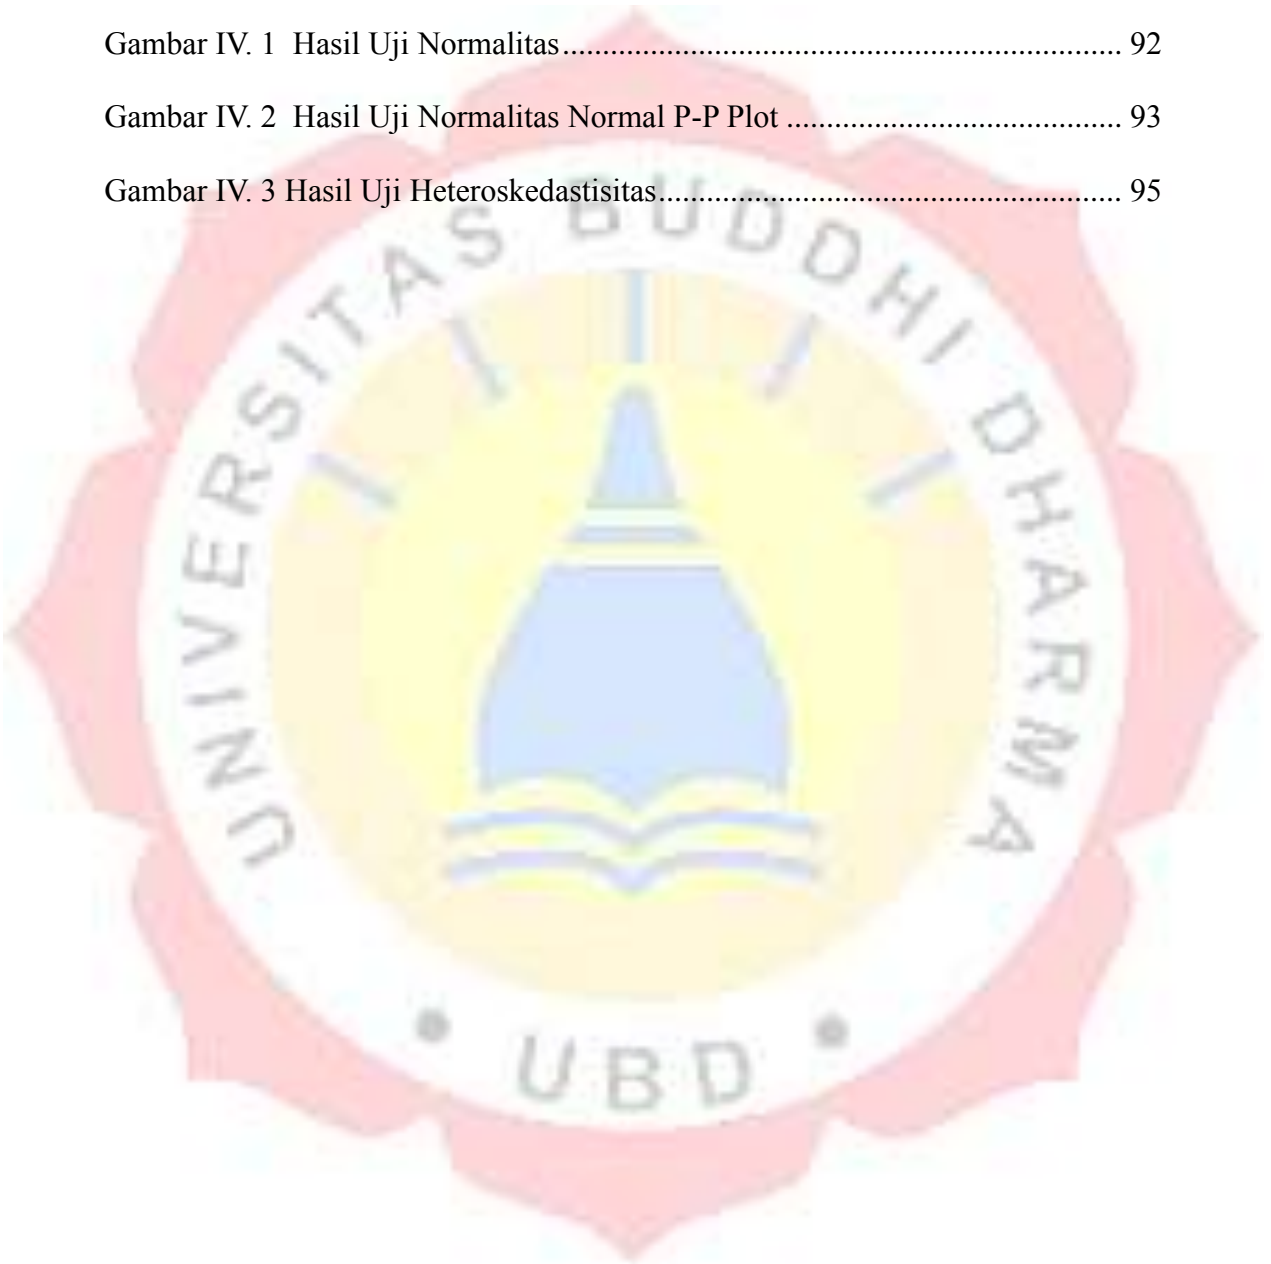 Gambar IV. 1  Hasil Uji Normalitas.................................................................... 92
Gambar IV. 2  Hasil Uji Normalitas Normal P-P Plot ......................................... 93
Gambar IV. 3 Hasil Uji Heteroskedastisitas........................................................ 95
UNIVERSITAS BUDDHI DHARMA
• UBD •